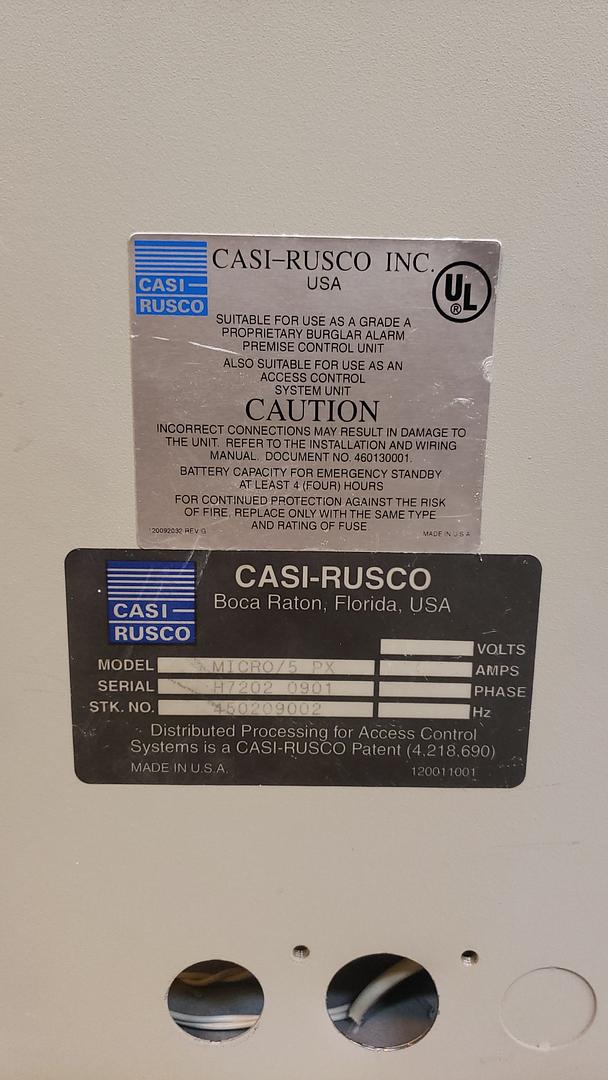 CASI-
RUSCO
CASI-RUSCO INC.
USA
UL
®
SUITABLE FOR USE AS A GRADE A
PROPRIETARY BURGLAR ALARM
PREMISE CONTROL UNIT
ALSO SUITABLE FOR USE AS AN
ACCESS CONTROL
SYSTEM UNIT
CAUTION
INCORRECT CONNECTIONS MAY RESULT IN DAMAGE TO
THE UNIT. REFER TO THE INSTALLATION AND WIRING
MANUAL. DOCUMENT NO. 460130001.
BATTERY CAPACITY FOR EMERGENCY STANDBY
AT LEAST 4 (FOUR) HOURS
FOR CONTINUED PROTECTION AGAINST THE RISK
OF FIRE, REPLACE ONLY WITH THE SAME TYPE
AND RATING OF FUSE
120092032 REV G MADE IN U.S.A.
CASI-
RUSCO
CASI-RUSCO
Boca Raton, Florida, USA
VOLTS
MODEL MICRO/5 PX AMPS
SERIAL H7202 0901 PHASE
STK. NO. 450209002 Hz
Distributed Processing for Access Control
Systems is a CASI-RUSCO Patent (4,218,690)
MADE IN U.S.A. 120011001